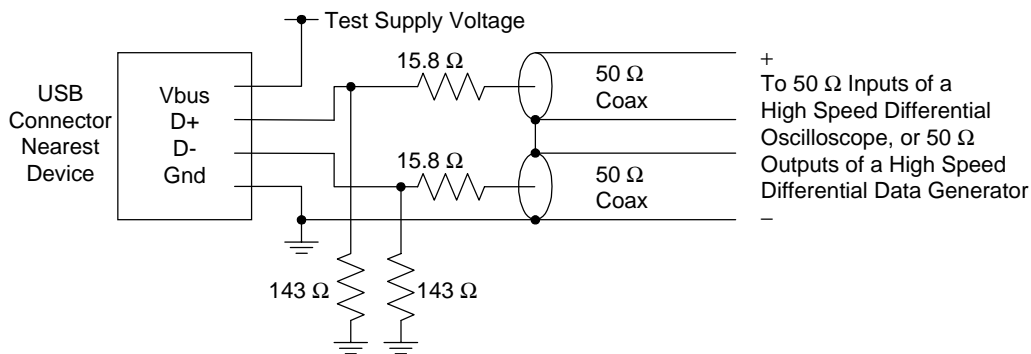 Test Supply Voltage
USB
Connector
Nearest
Device
Vbus
D+
D-
Gnd
15.8 Ω
50 Ω
Coax
15.8 Ω
50 Ω
Coax
143 Ω
143 Ω
+
To 50 Ω Inputs of a
High Speed Differential
Oscilloscope, or 50 Ω
Outputs of a High Speed
Differential Data Generator
−